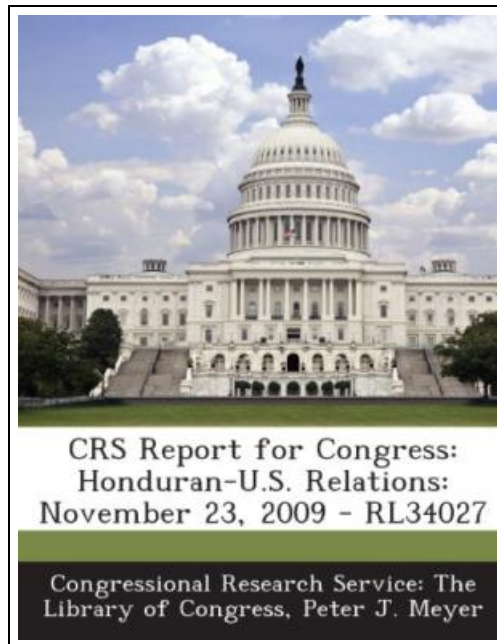 CRS Report for Congress:
Honduran-U.S. Relations:
November 23, 2009 - RL34027
Congressional Research Service: The
Library of Congress, Peter J. Meyer